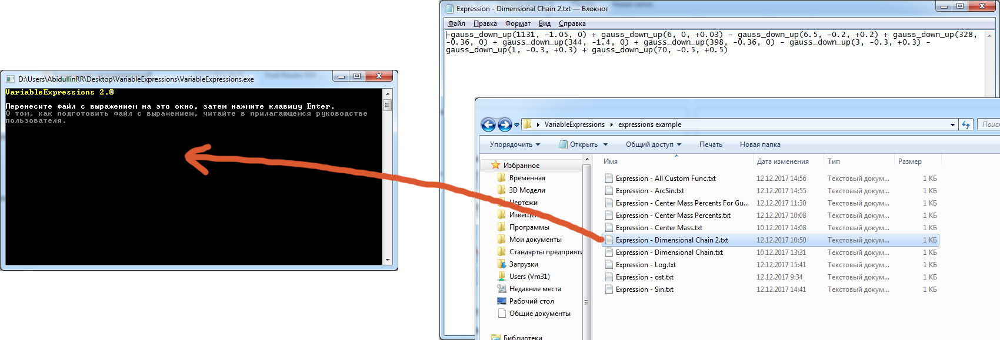 D:\Users\AbidullinRR\Desktop\VariableExpressions\VariableExpressions.exe
VariableExpressions 2.0
Перенесите файл с выражением на это окно, затем нажмите клавишу Enter.
О том, как подготовить файл с выражением, читайте в прилагающемся руководстве
пользователя.
Expression - Dimensional Chain 2.txt — Блокнот
Файл Правка Формат Вид Справка
-gauss_down_up(1131, -1.05, 0) + gauss_down_up(6, 0, +0.03) - gauss_down_up(6.5, -0.2, +0.2) + gauss_down_up(328,
-0.36, 0) + gauss_down_up(344, -1.4, 0) + gauss_down_up(398, -0.36, 0) - gauss_down_up(3, -0.3, +0.3) -
gauss_down_up(1, -0.3, +0.3) + gauss_down_up(70, -0.5, +0.5)
VariableExpressions expressions example Поиск
Упорядочить Открыть Общий доступ Печать Новая папка
Избранное
Временная
3D Модели
Чертежи
Извещен
Программы
Мои документы
Стандарты предприяти
Загрузки
Users (Vm31)
Недавние места
Рабочий стол
Общие документы
Библиотеки
Имя Дата изменения Тип Размер
Expression - All Custom Func.txt 12.12.2017 14:56 Текстовый докум... 1 КБ
Expression - ArcSin.txt 12.12.2017 14:55 Текстовый докум... 1 КБ
Expression - Center Mass Percents For Gu... 12.12.2017 11:30 Текстовый докум... 1 КБ
Expression - Center Mass Percents.txt 12.12.2017 10:08 Текстовый докум... 1 КБ
Expression - Center Mass.txt 10.12.2017 14:08 Текстовый докум... 1 КБ
Expression - Dimensional Chain 2.txt 12.12.2017 10:50 Текстовый докум... 1 КБ
Expression - Dimensional Chain.txt 10.12.2017 13:31 Текстовый докум... 1 КБ
Expression - Log.txt 12.12.2017 15:41 Текстовый докум... 1 КБ
Expression - ost.txt 12.12.2017 9:34 Текстовый докум... 1 КБ
Expression - Sin.txt 12.12.2017 14:41 Текстовый докум... 1 КБ